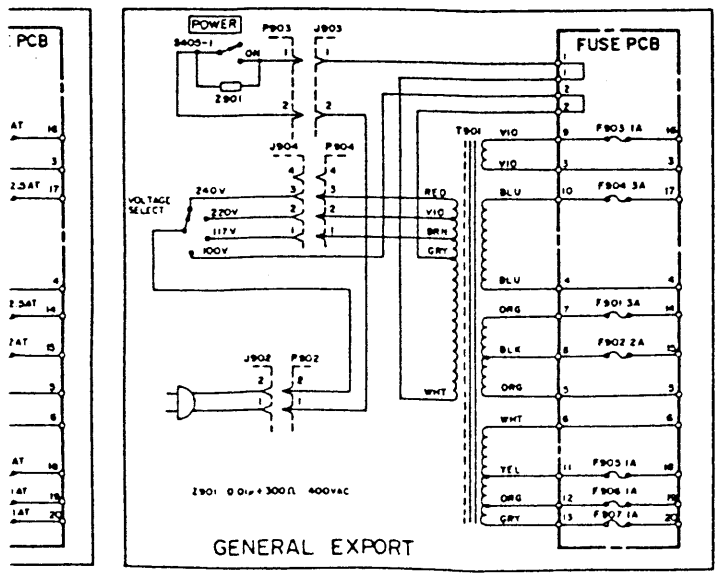 PCB
AT 16
3
2.5AT 17
4
2.5AT 14
2AT 15
5
6
AT 18
1AT 19
1AT 20
POWER
S405-1
ON
Z901
P903 J903
1 1
2 2
J904 P904
4 4
3 3
2 2
1 1
VOLTAGE
SELECT
240V
220V
117V
100V
J902 P902
2 2
1 1
T901
RED
VIO
BRN
GRY
WHT
FUSE PCB
1
1
2
2
VIO 9 F903 1A 16
VIO 3 3
BLU 10 F904 3A 17
BLU 4 4
ORG 7 F901 3A 14
BLK 8 F902 2A 15
ORG 5 5
WHT 6 6
YEL 11 F905 1A 18
ORG 12 F906 1A 19
GRY 13 F907 1A 20
Z901 0.01µ+300Ω 400VAC
GENERAL EXPORT